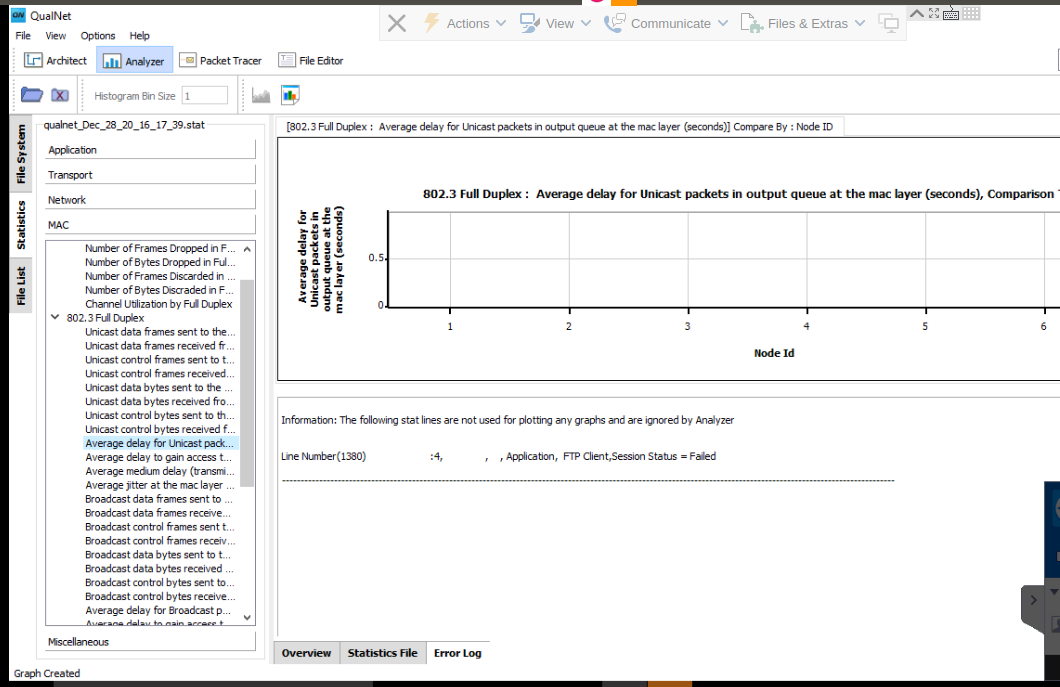 QN QualNet
File View Options Help
Actions View Communicate Files & Extras
Architect Analyzer Packet Tracer File Editor
Histogram Bin Size 1
File System
Statistics
File List
qualnet_Dec_28_20_16_17_39.stat
Application
Transport
Network
MAC
Number of Frames Dropped in F...
Number of Bytes Dropped in Ful...
Number of Frames Discarded in ...
Number of Bytes Discraded in F...
Channel Utilization by Full Duplex
802.3 Full Duplex
Unicast data frames sent to the...
Unicast data frames received fr...
Unicast control frames sent to t...
Unicast control frames received...
Unicast data bytes sent to the ...
Unicast data bytes received fro...
Unicast control bytes sent to th...
Unicast control bytes received f...
Average delay for Unicast pack...
Average delay to gain access t...
Average medium delay (transmi...
Average jitter at the mac layer ...
Broadcast data frames sent to ...
Broadcast data frames receive...
Broadcast control frames sent t...
Broadcast control frames receiv...
Broadcast data bytes sent to t...
Broadcast data bytes received ...
Broadcast control bytes sent to...
Broadcast control bytes receive...
Average delay for Broadcast p...
Average delay to gain access t...
Miscellaneous
Graph Created
[802.3 Full Duplex : Average delay for Unicast packets in output queue at the mac layer (seconds)] Compare By : Node ID
802.3 Full Duplex : Average delay for Unicast packets in output queue at the mac layer (seconds), Comparison
Average delay for
Unicast packets in
output queue at the
mac layer (seconds)
0.5
0
1 2 3 4 5 6
Node Id
Information: The following stat lines are not used for plotting any graphs and are ignored by Analyzer
Line Number(1380) :4, , , Application, FTP Client,Session Status = Failed
Overview Statistics File Error Log